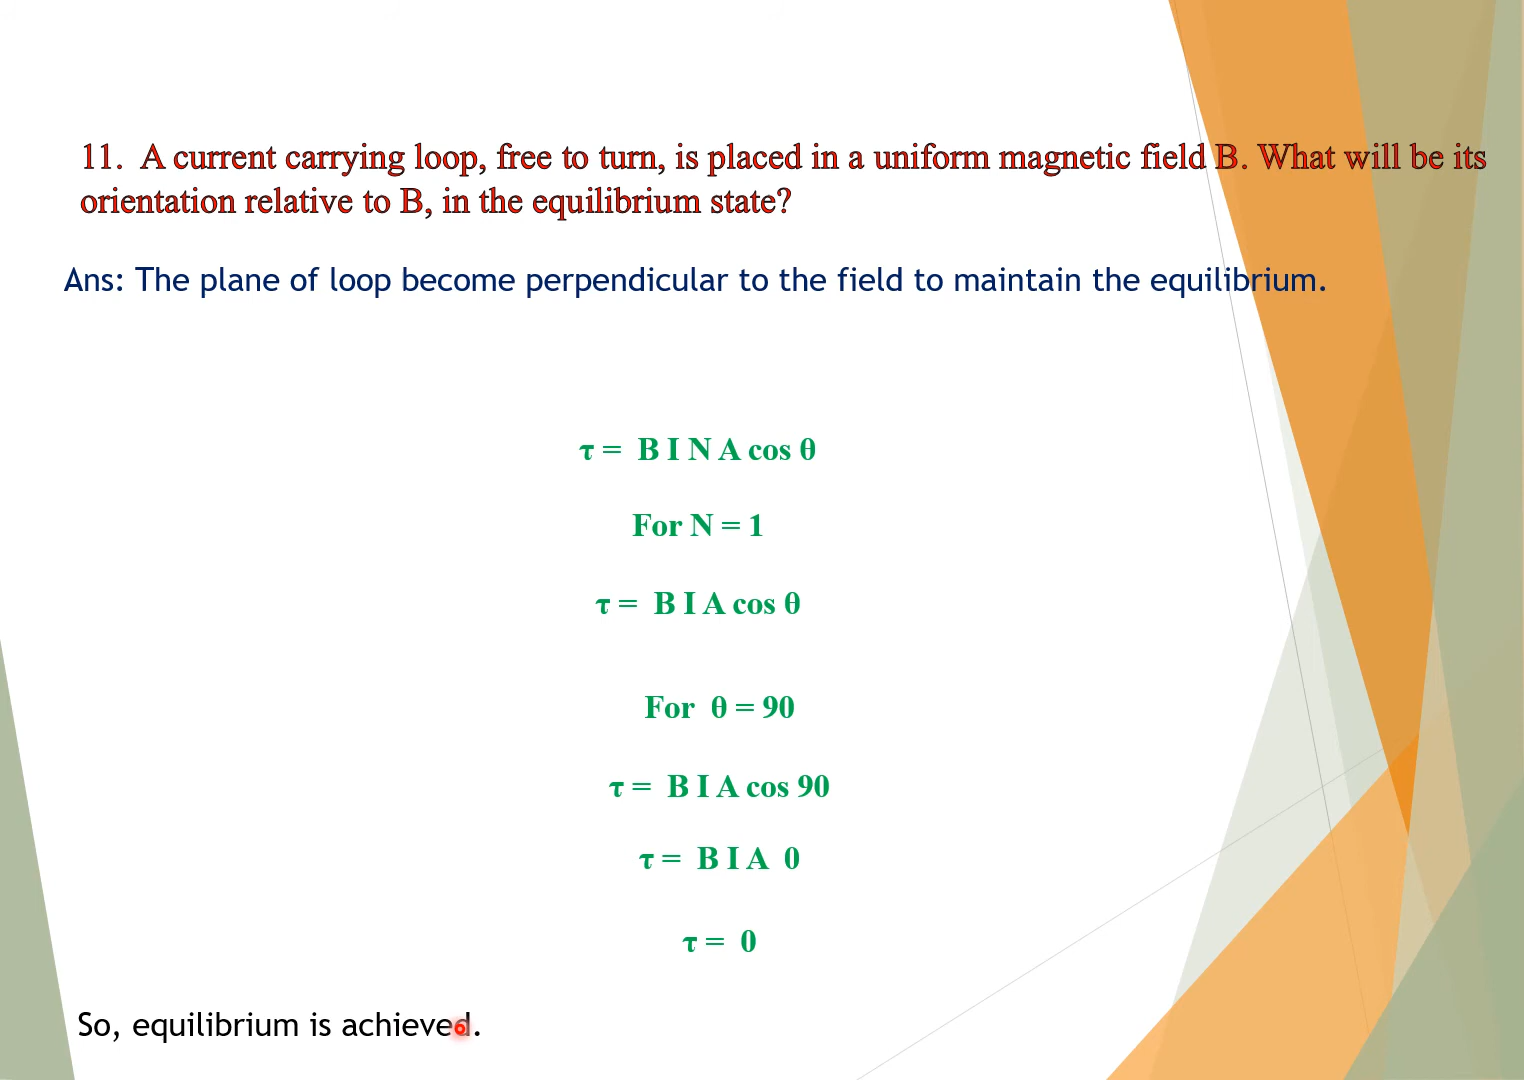 11. A current carrying loop, free to turn, is placed in a uniform magnetic field B. What will be its
orientation relative to B, in the equilibrium state?
Ans: The plane of loop become perpendicular to the field to maintain the equilibrium.
τ = B I N A cos θ
For N = 1
τ = B I A cos θ
For θ = 90
τ = B I A cos 90
τ = B I A 0
τ = 0
So, equilibrium is achieved.